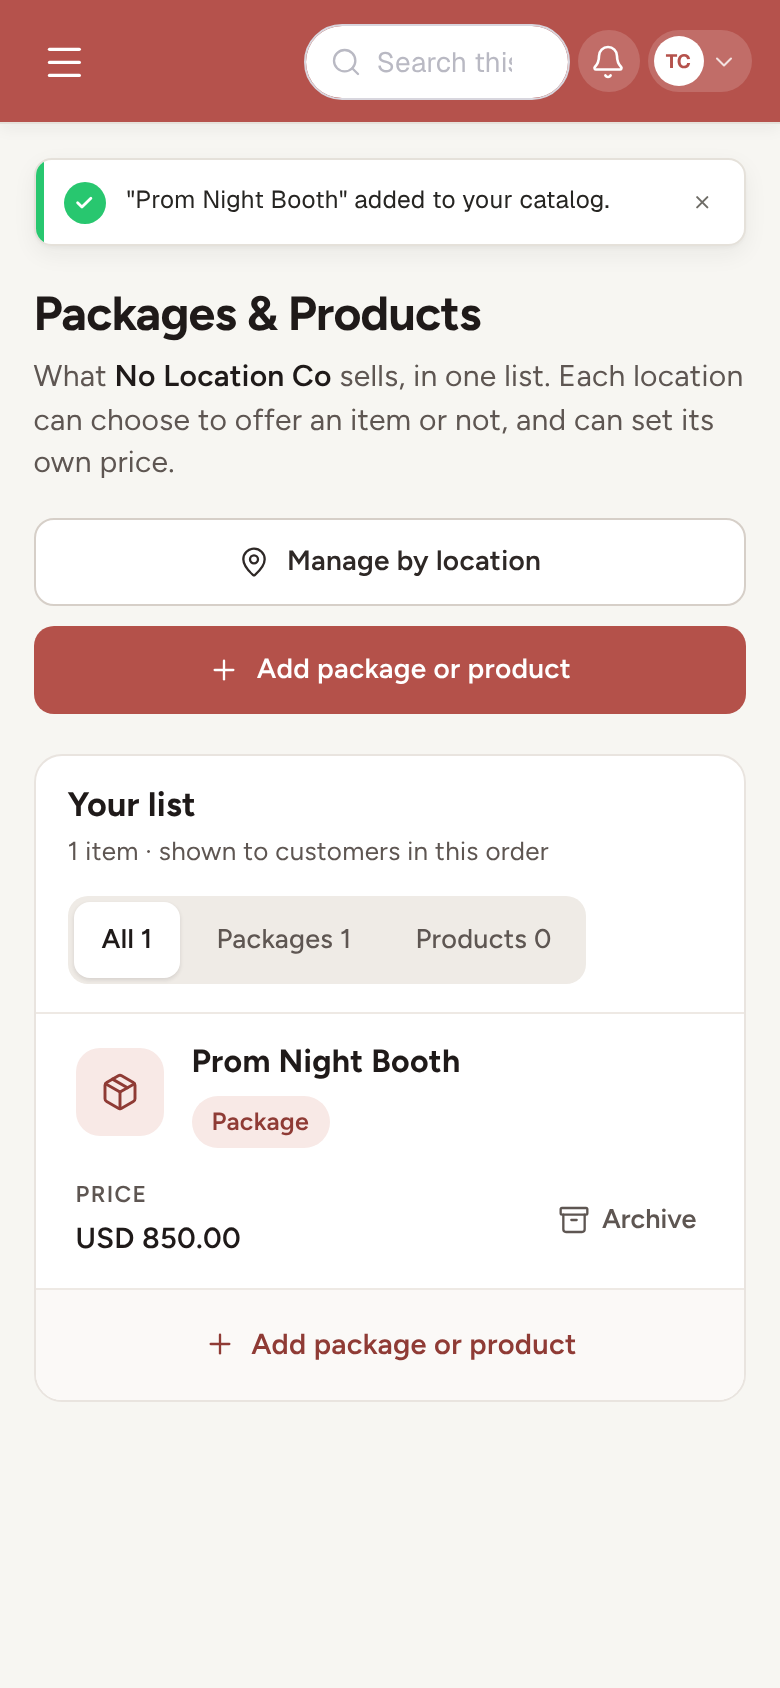 Search this
TC
"Prom Night Booth" added to your catalog.
Packages & Products
What No Location Co sells, in one list. Each location
can choose to offer an item or not, and can set its
own price.
Manage by location
Add package or product
Your list
1 item · shown to customers in this order
All 1
Packages 1
Products 0
Prom Night Booth
Package
PRICE
USD 850.00
Archive
Add package or product